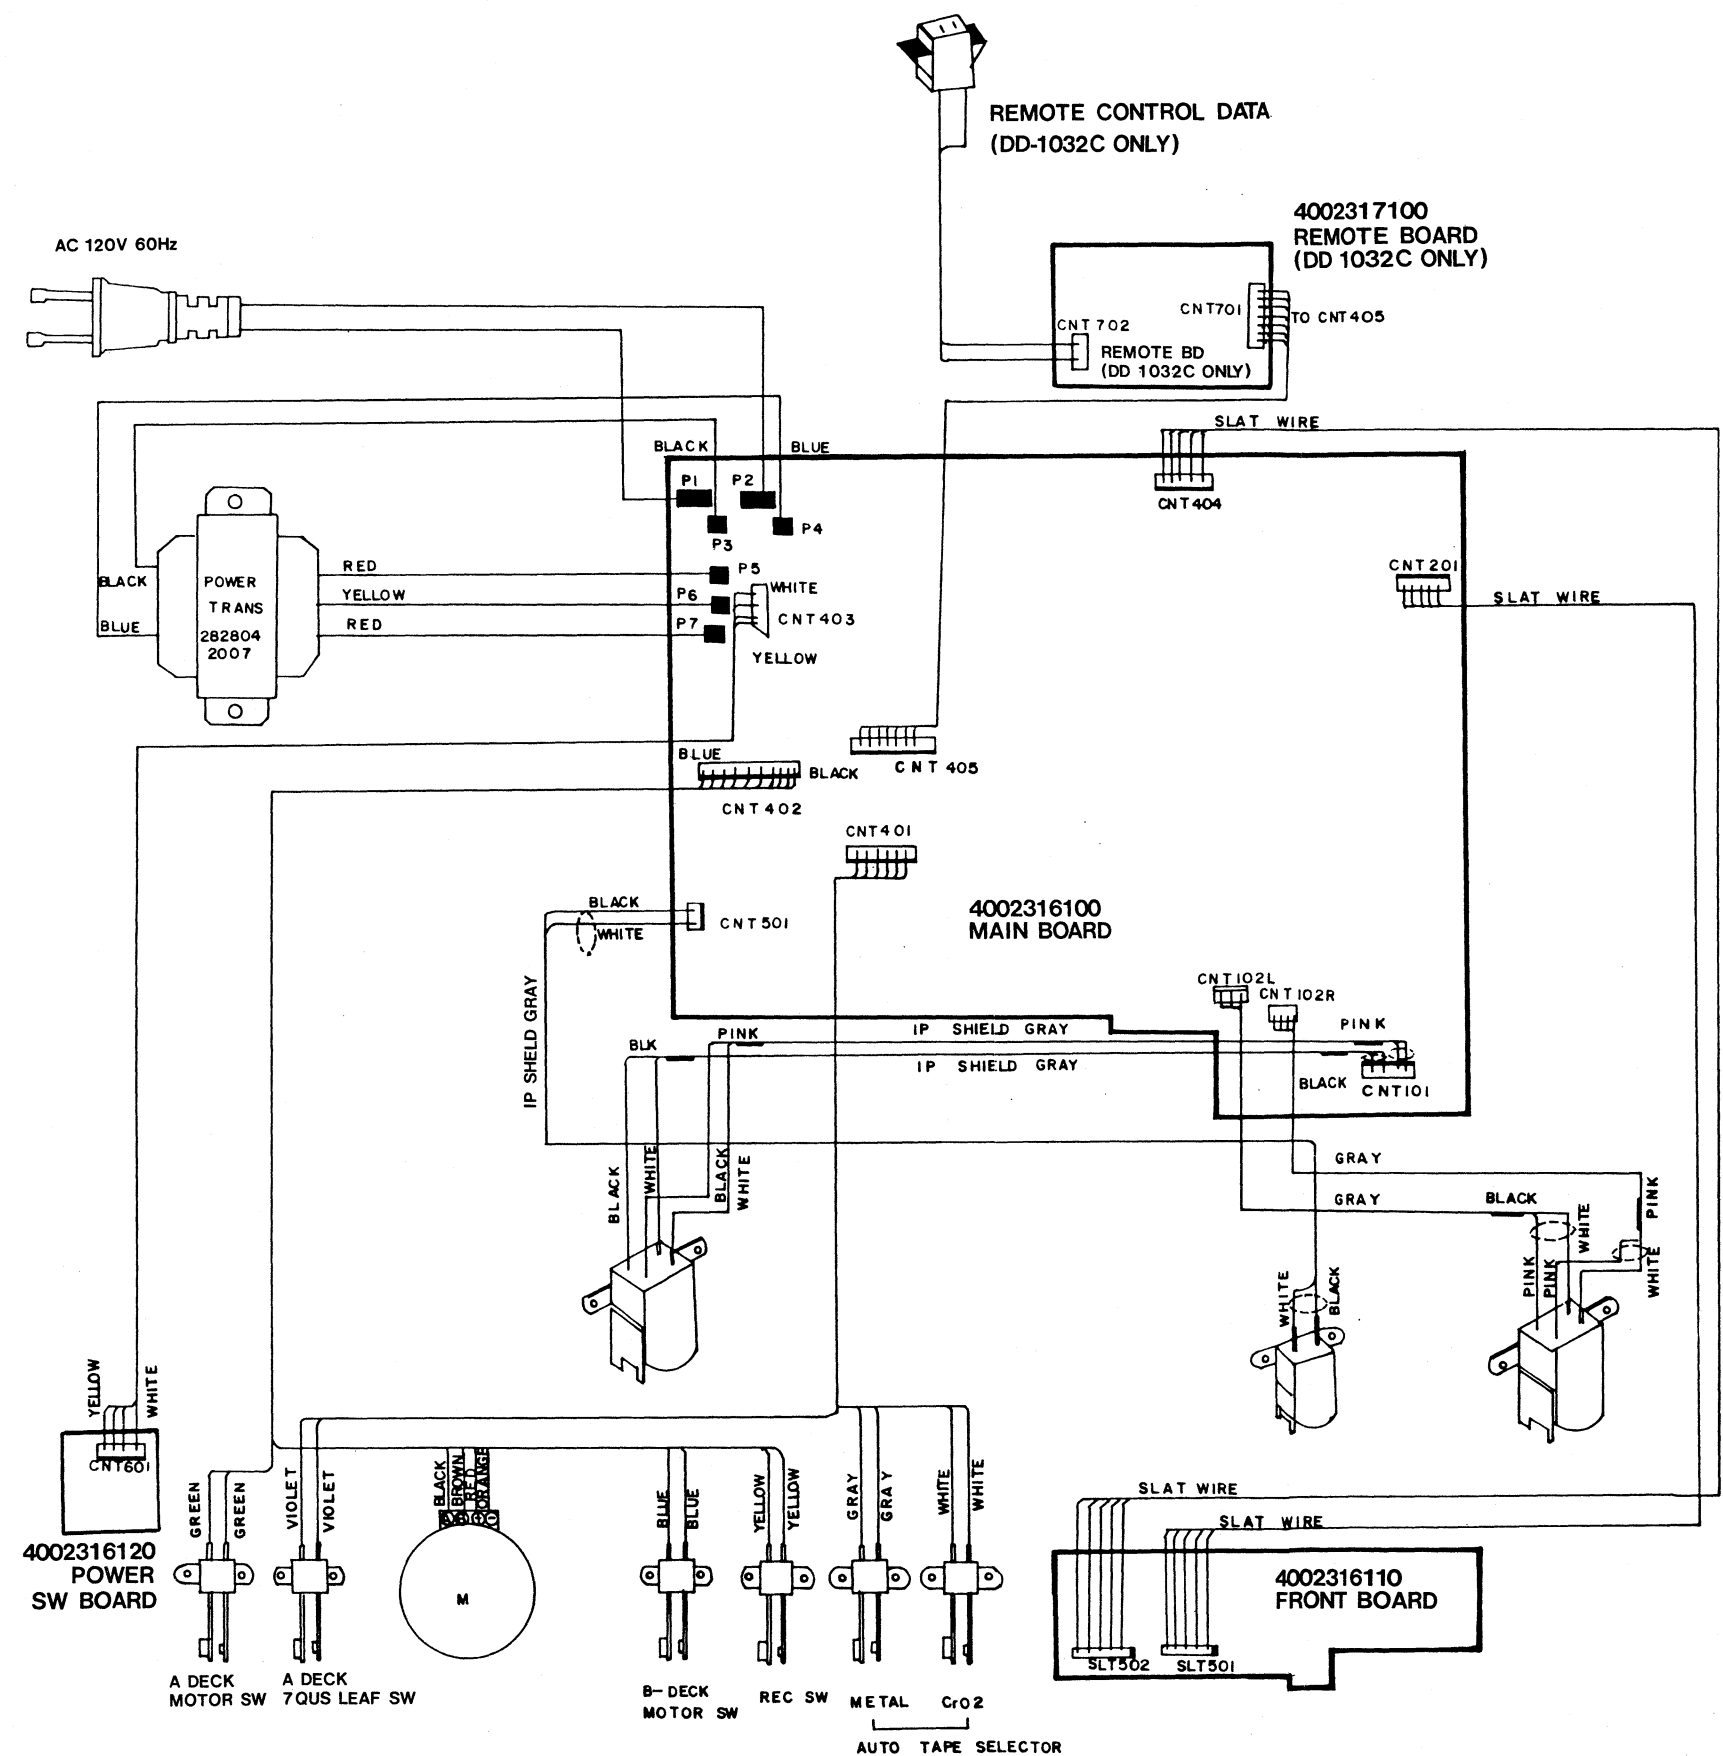 REMOTE CONTROL DATA
(DD-1032C ONLY)
4002317100
REMOTE BOARD
(DD 1032C ONLY)
AC 120V 60Hz
CNT701
TO CNT405
CNT702
REMOTE BD
(DD 1032C ONLY)
SLAT WIRE
BLACK
BLUE
P1
P2
CNT404
P3
P4
CNT201
RED
P5
BLACK
POWER
TRANS
282804
2007
YELLOW
P6
WHITE
CNT403
SLAT WIRE
BLUE
RED
P7
YELLOW
BLUE
BLACK
CNT402
CNT405
CNT401
BLACK
WHITE
CNT501
4002316100
MAIN BOARD
IP SHIELD GRAY
CNT102L
CNT102R
BLK
PINK
IP SHIELD GRAY
PINK
IP SHIELD GRAY
BLACK
CNT101
BLACK
WHITE
BLACK
WHITE
GRAY
GRAY
BLACK
WHITE
PINK
WHITE
BLACK
PINK
PINK
WHITE
YELLOW
WHITE
CNT601
GREEN
GREEN
VIOLET
VIOLET
BLACK
BROWN
RED
ORANGE
BLUE
BLUE
YELLOW
YELLOW
GRAY
GRAY
WHITE
WHITE
SLAT WIRE
SLAT WIRE
4002316120
POWER
SW BOARD
M
4002316110
FRONT BOARD
SLT502
SLT501
A DECK
MOTOR SW
A DECK
7QUS LEAF SW
B-DECK
MOTOR SW
REC SW
METAL
CrO2
AUTO TAPE SELECTOR